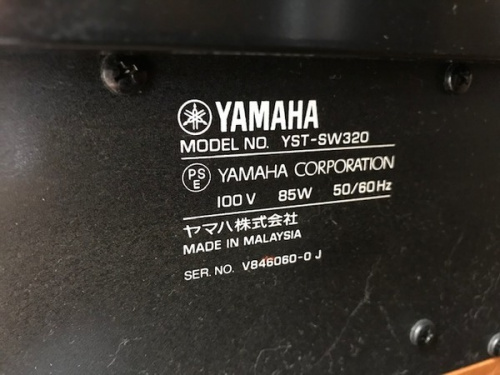 YAMAHA
MODEL NO. YST-SW320
PS E YAMAHA CORPORATION
100V 85W 50/60Hz
ヤマハ株式会社
MADE IN MALAYSIA
SER. NO. V846060-0 J